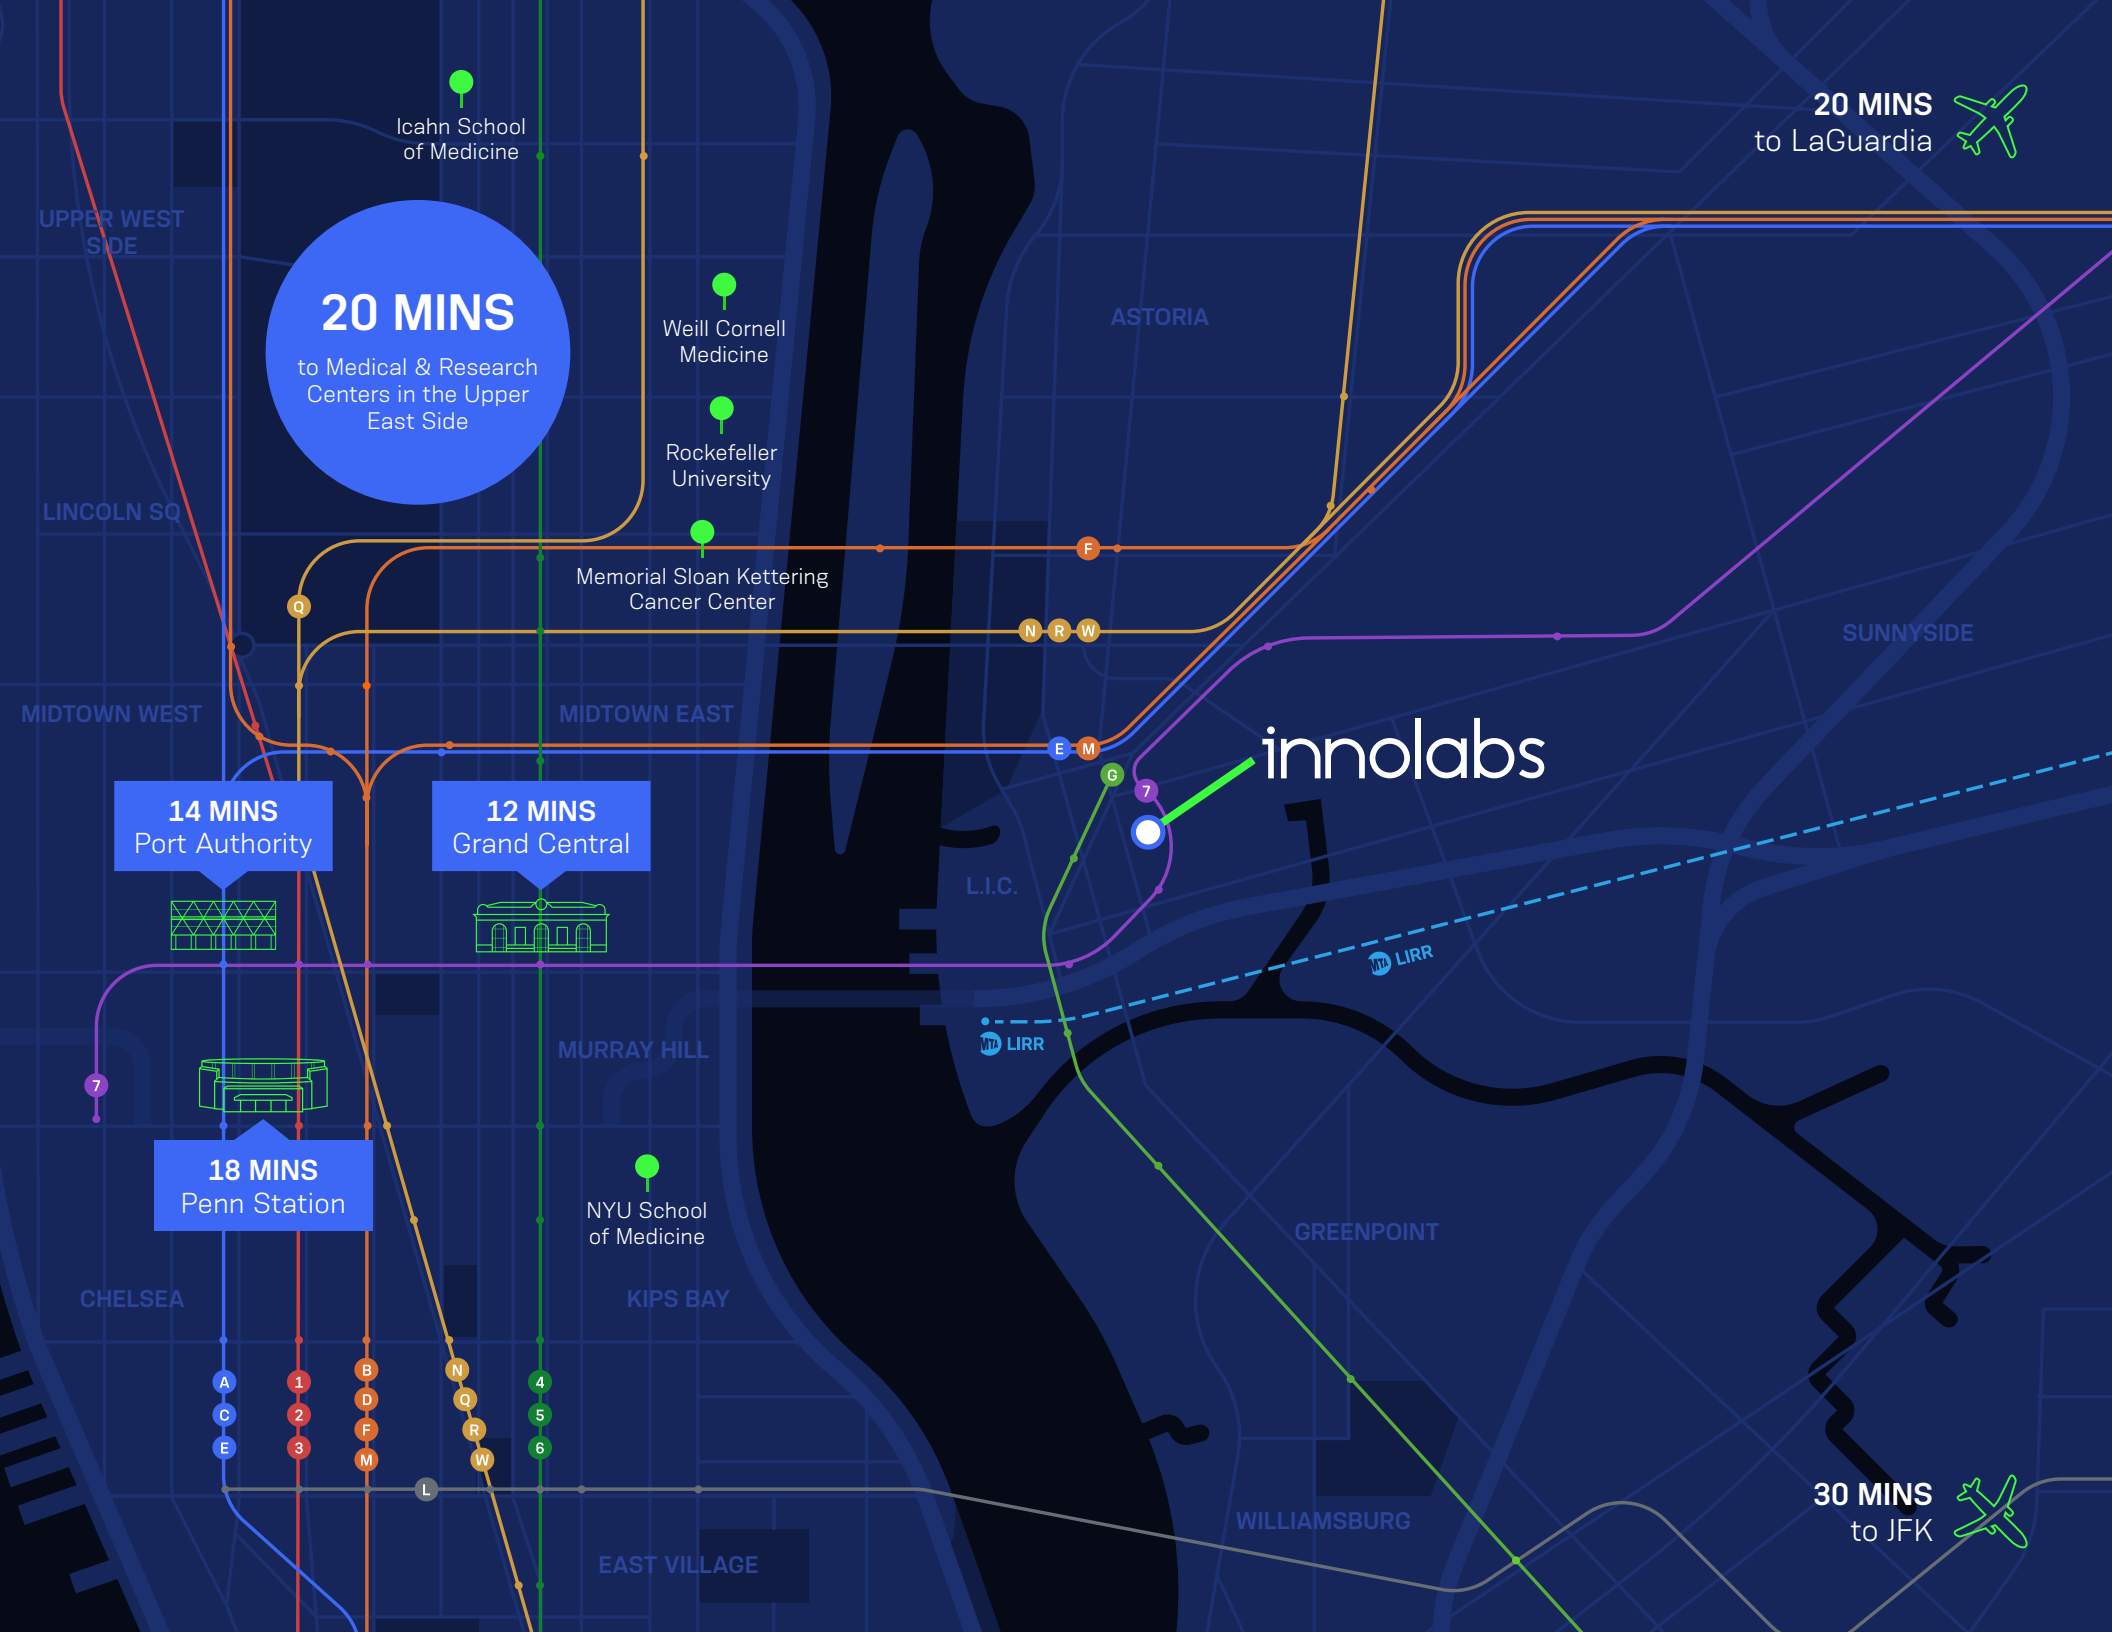 Icahn School
of Medicine
20 MINS
to LaGuardia
UPPER WEST
SIDE
20 MINS
to Medical & Research
Centers in the Upper
East Side
Weill Cornell
Medicine
ASTORIA
Rockefeller
University
LINCOLN SQ
F
Memorial Sloan Kettering
Cancer Center
Q
N R W
SUNNYSIDE
MIDTOWN WEST
MIDTOWN EAST
E M
innolabs
G
7
14 MINS
Port Authority
12 MINS
Grand Central
L.I.C.
MTA LIRR
MTA LIRR
MURRAY HILL
7
18 MINS
Penn Station
NYU School
of Medicine
GREENPOINT
CHELSEA
KIPS BAY
A
C
E
1
2
3
B
D
F
M
N
Q
R
W
4
5
6
L
30 MINS
to JFK
WILLIAMSBURG
EAST VILLAGE